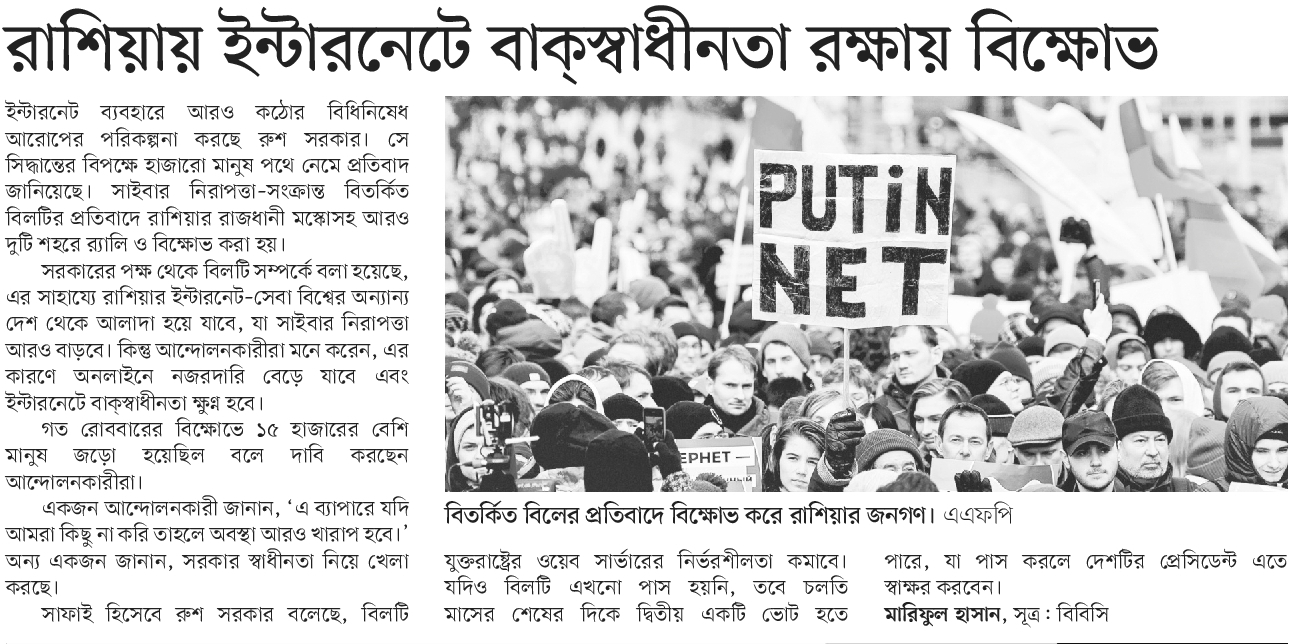 রাশিয়ায় ইন্টারনেটে বাক্‌স্বাধীনতা রক্ষায় বিক্ষোভ
ইন্টারনেট ব্যবহারে আরও কঠোর বিধিনিষেধ
আরোপের পরিকল্পনা করছে রুশ সরকার। সে
সিদ্ধান্তের বিপক্ষে হাজারো মানুষ পথে নেমে প্রতিবাদ
জানিয়েছে। সাইবার নিরাপত্তা-সংক্রান্ত বিতর্কিত
বিলটির প্রতিবাদে রাশিয়ার রাজধানী মস্কোসহ আরও
দুটি শহরে র‍্যালি ও বিক্ষোভ করা হয়।
সরকারের পক্ষ থেকে বিলটি সম্পর্কে বলা হয়েছে,
এর সাহায্যে রাশিয়ার ইন্টারনেট-সেবা বিশ্বের অন্যান্য
দেশ থেকে আলাদা হয়ে যাবে, যা সাইবার নিরাপত্তা
আরও বাড়বে। কিন্তু আন্দোলনকারীরা মনে করেন, এর
কারণে অনলাইনে নজরদারি বেড়ে যাবে এবং
ইন্টারনেটে বাক্‌স্বাধীনতা ক্ষুণ্ন হবে।
গত রোববারের বিক্ষোভে ১৫ হাজারের বেশি
মানুষ জড়ো হয়েছিল বলে দাবি করছেন
আন্দোলনকারীরা।
একজন আন্দোলনকারী জানান, ‘এ ব্যাপারে যদি
আমরা কিছু না করি তাহলে অবস্থা আরও খারাপ হবে।’
অন্য একজন জানান, সরকার স্বাধীনতা নিয়ে খেলা
করছে।
সাফাই হিসেবে রুশ সরকার বলেছে, বিলটি
PUTiN
NET
ЕРНЕТ —
বিতর্কিত বিলের প্রতিবাদে বিক্ষোভ করে রাশিয়ার জনগণ। এএফপি
যুক্তরাষ্ট্রের ওয়েব সার্ভারের নির্ভরশীলতা কমাবে।
যদিও বিলটি এখনো পাস হয়নি, তবে চলতি
মাসের শেষের দিকে দ্বিতীয় একটি ভোট হতে
পারে, যা পাস করলে দেশটির প্রেসিডেন্ট এতে
স্বাক্ষর করবেন।
মারিফুল হাসান, সূত্র : বিবিসি